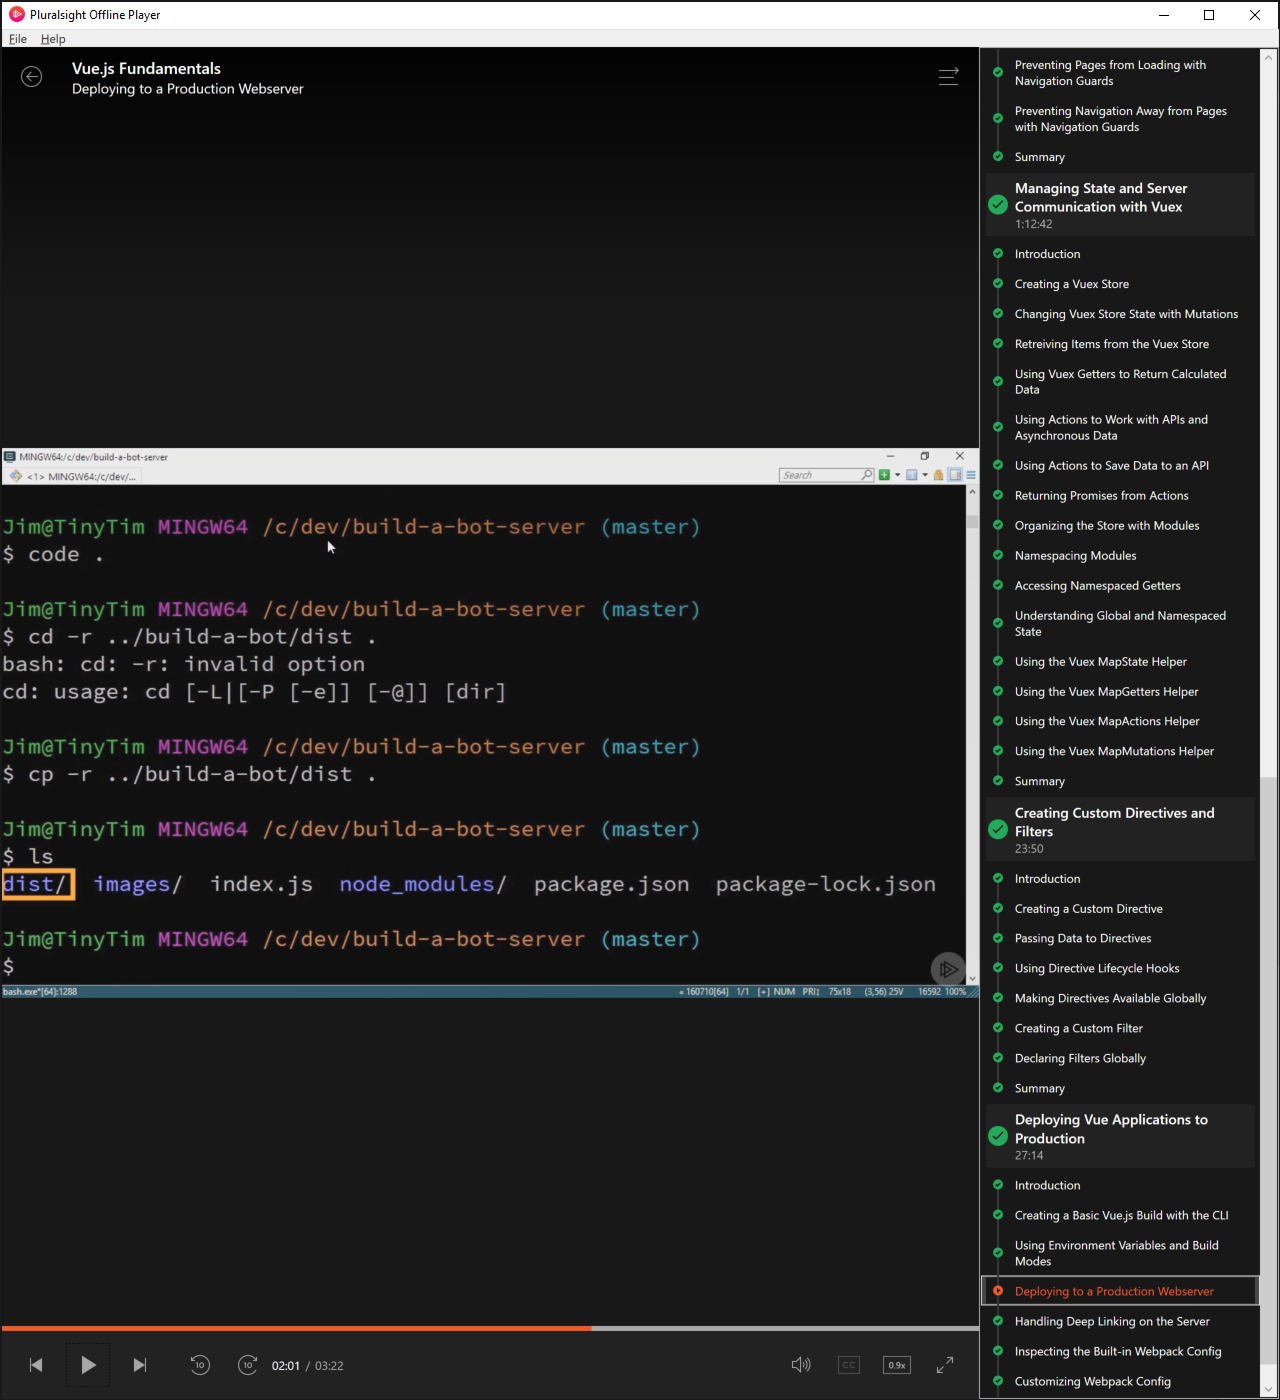 Pluralsight Offline Player
File Help
Vue.js Fundamentals
Deploying to a Production Webserver
MINGW64:/c/dev/build-a-bot-server
<1> MINGW64:/c/dev/...
Search
Jim@TinyTim MINGW64 /c/dev/build-a-bot-server (master)
$ code .
Jim@TinyTim MINGW64 /c/dev/build-a-bot-server (master)
$ cd -r ../build-a-bot/dist .
bash: cd: -r: invalid option
cd: usage: cd [-L|[-P [-e]] [-@]] [dir]
Jim@TinyTim MINGW64 /c/dev/build-a-bot-server (master)
$ cp -r ../build-a-bot/dist .
Jim@TinyTim MINGW64 /c/dev/build-a-bot-server (master)
$ ls
dist/ images/ index.js node_modules/ package.json package-lock.json
Jim@TinyTim MINGW64 /c/dev/build-a-bot-server (master)
$
bash.exe*[64]:1288 « 160710[64] 1/1 [+] NUM PRI↕ 75x18 (3,56) 25V 16592 100%
10 10 02:01 / 03:22 CC 0.9x
Preventing Pages from Loading with
Navigation Guards
Preventing Navigation Away from Pages
with Navigation Guards
Summary
Managing State and Server
Communication with Vuex
1:12:42
Introduction
Creating a Vuex Store
Changing Vuex Store State with Mutations
Retreiving Items from the Vuex Store
Using Vuex Getters to Return Calculated
Data
Using Actions to Work with APIs and
Asynchronous Data
Using Actions to Save Data to an API
Returning Promises from Actions
Organizing the Store with Modules
Namespacing Modules
Accessing Namespaced Getters
Understanding Global and Namespaced
State
Using the Vuex MapState Helper
Using the Vuex MapGetters Helper
Using the Vuex MapActions Helper
Using the Vuex MapMutations Helper
Summary
Creating Custom Directives and
Filters
23:50
Introduction
Creating a Custom Directive
Passing Data to Directives
Using Directive Lifecycle Hooks
Making Directives Available Globally
Creating a Custom Filter
Declaring Filters Globally
Summary
Deploying Vue Applications to
Production
27:14
Introduction
Creating a Basic Vue.js Build with the CLI
Using Environment Variables and Build
Modes
Deploying to a Production Webserver
Handling Deep Linking on the Server
Inspecting the Built-in Webpack Config
Customizing Webpack Config